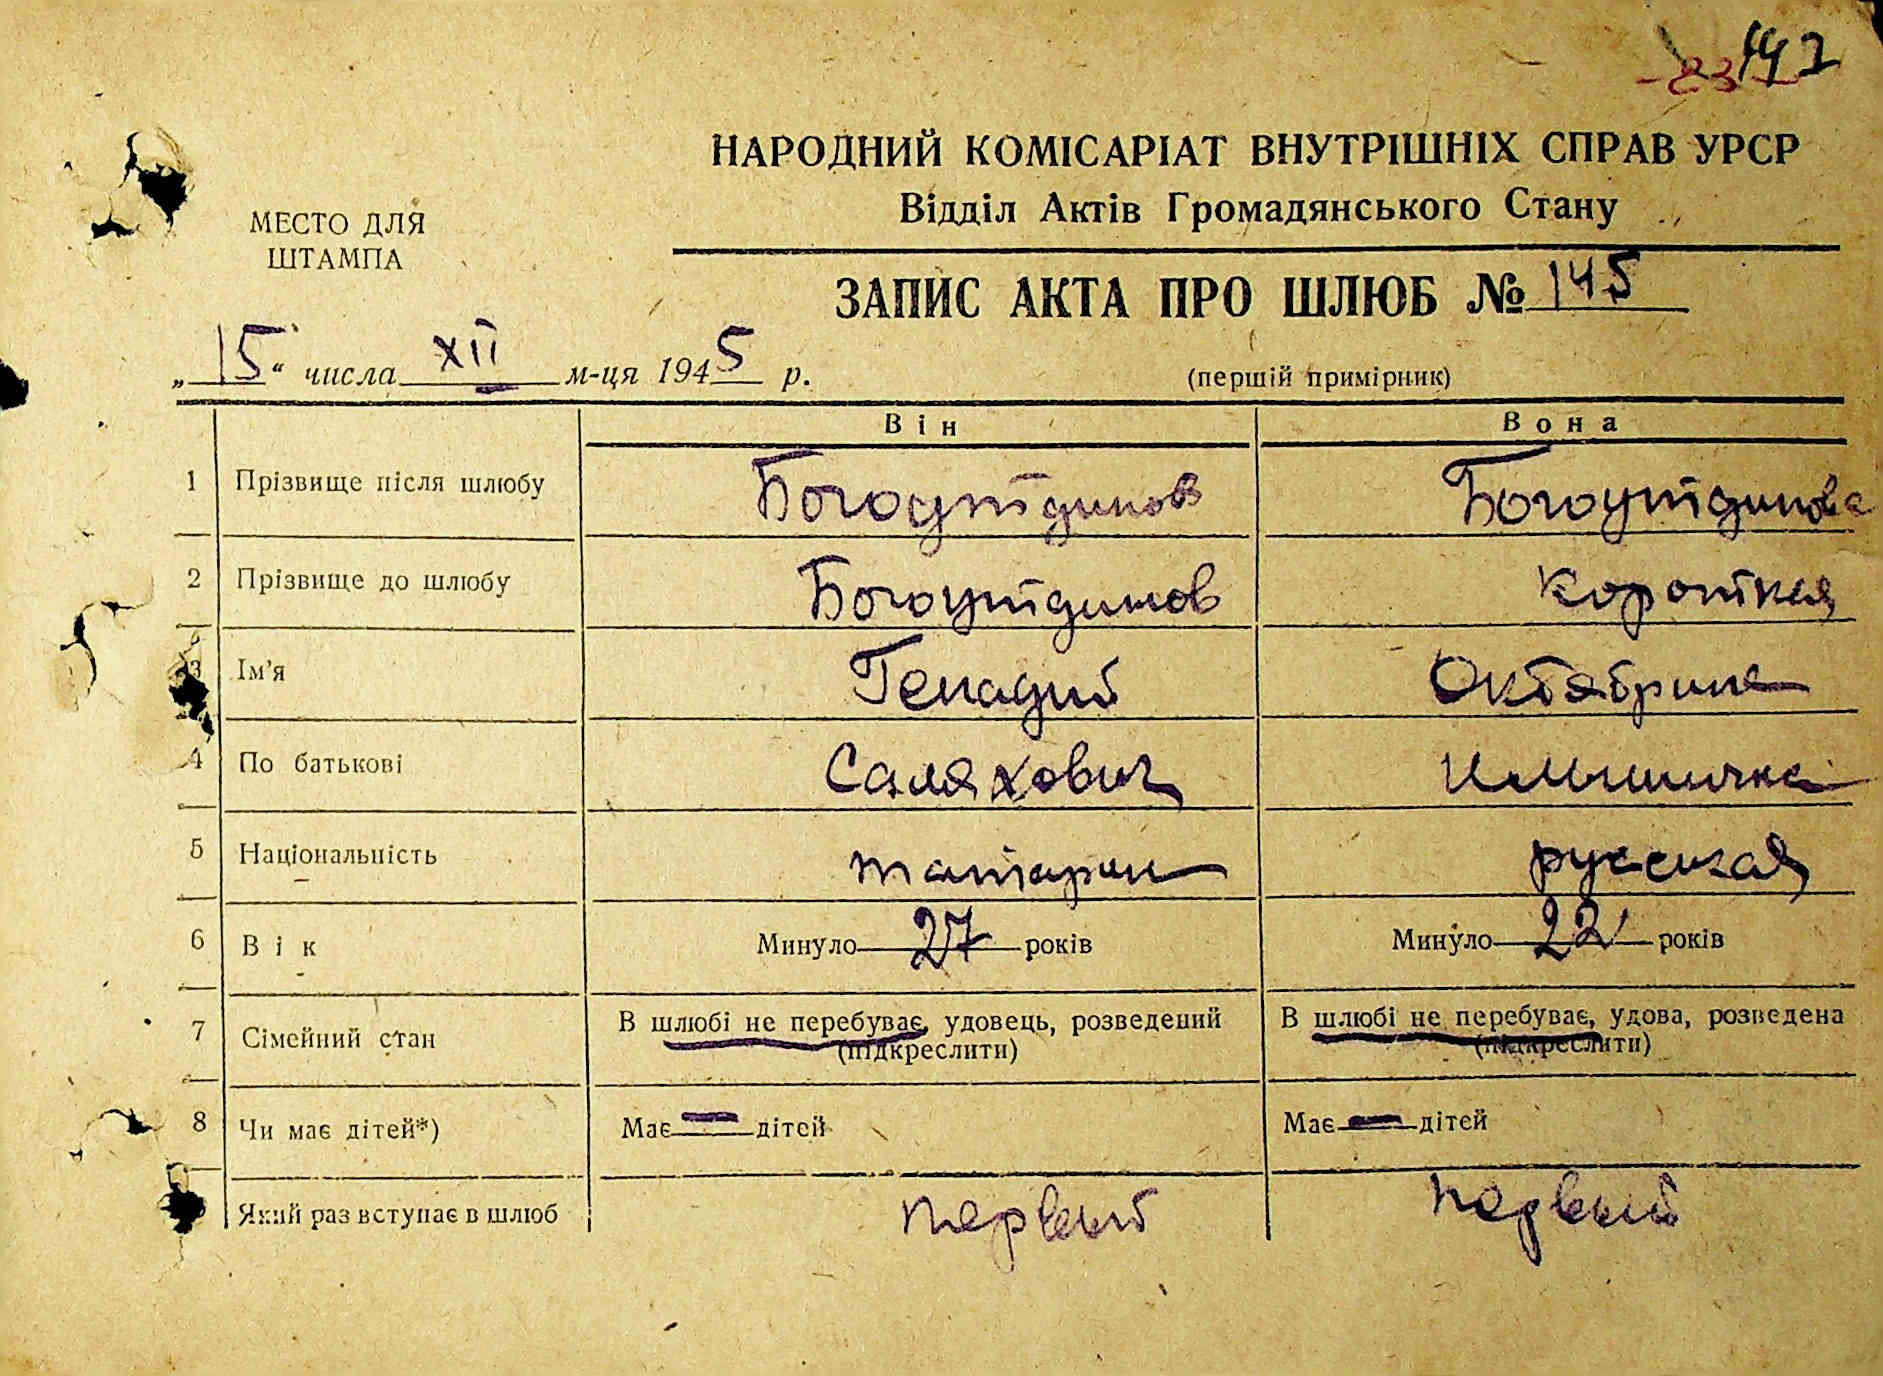 147
- 83 -
НАРОДНИЙ КОМІСАРІАТ ВНУТРІШНІХ СПРАВ УРСР
Відділ Актів Громадянського Стану
МЕСТО ДЛЯ
ШТАМПА
ЗАПИС АКТА ПРО ШЛЮБ № 145
„15“ числа XII м-ця 1945 р.
(перший примірник)
Він Вона
1 Прізвище після шлюбу Богоутдинов Богоутдинова
2 Прізвище до шлюбу Богоутдинов Короткая
3 Ім’я Генадий Октябрина
4 По батькові Саляхович Ильинична
5 Національність татарин русская
6 Вік Минуло 27 років Минуло 22 років
7 Сімейний стан В шлюбі не перебуває, удовець, розведений В шлюбі не перебуває, удова, розведена
(підкреслити) (підкреслити)
8 Чи має дітей*) Має — дітей Має — дітей
Який раз вступає в шлюб первый первый